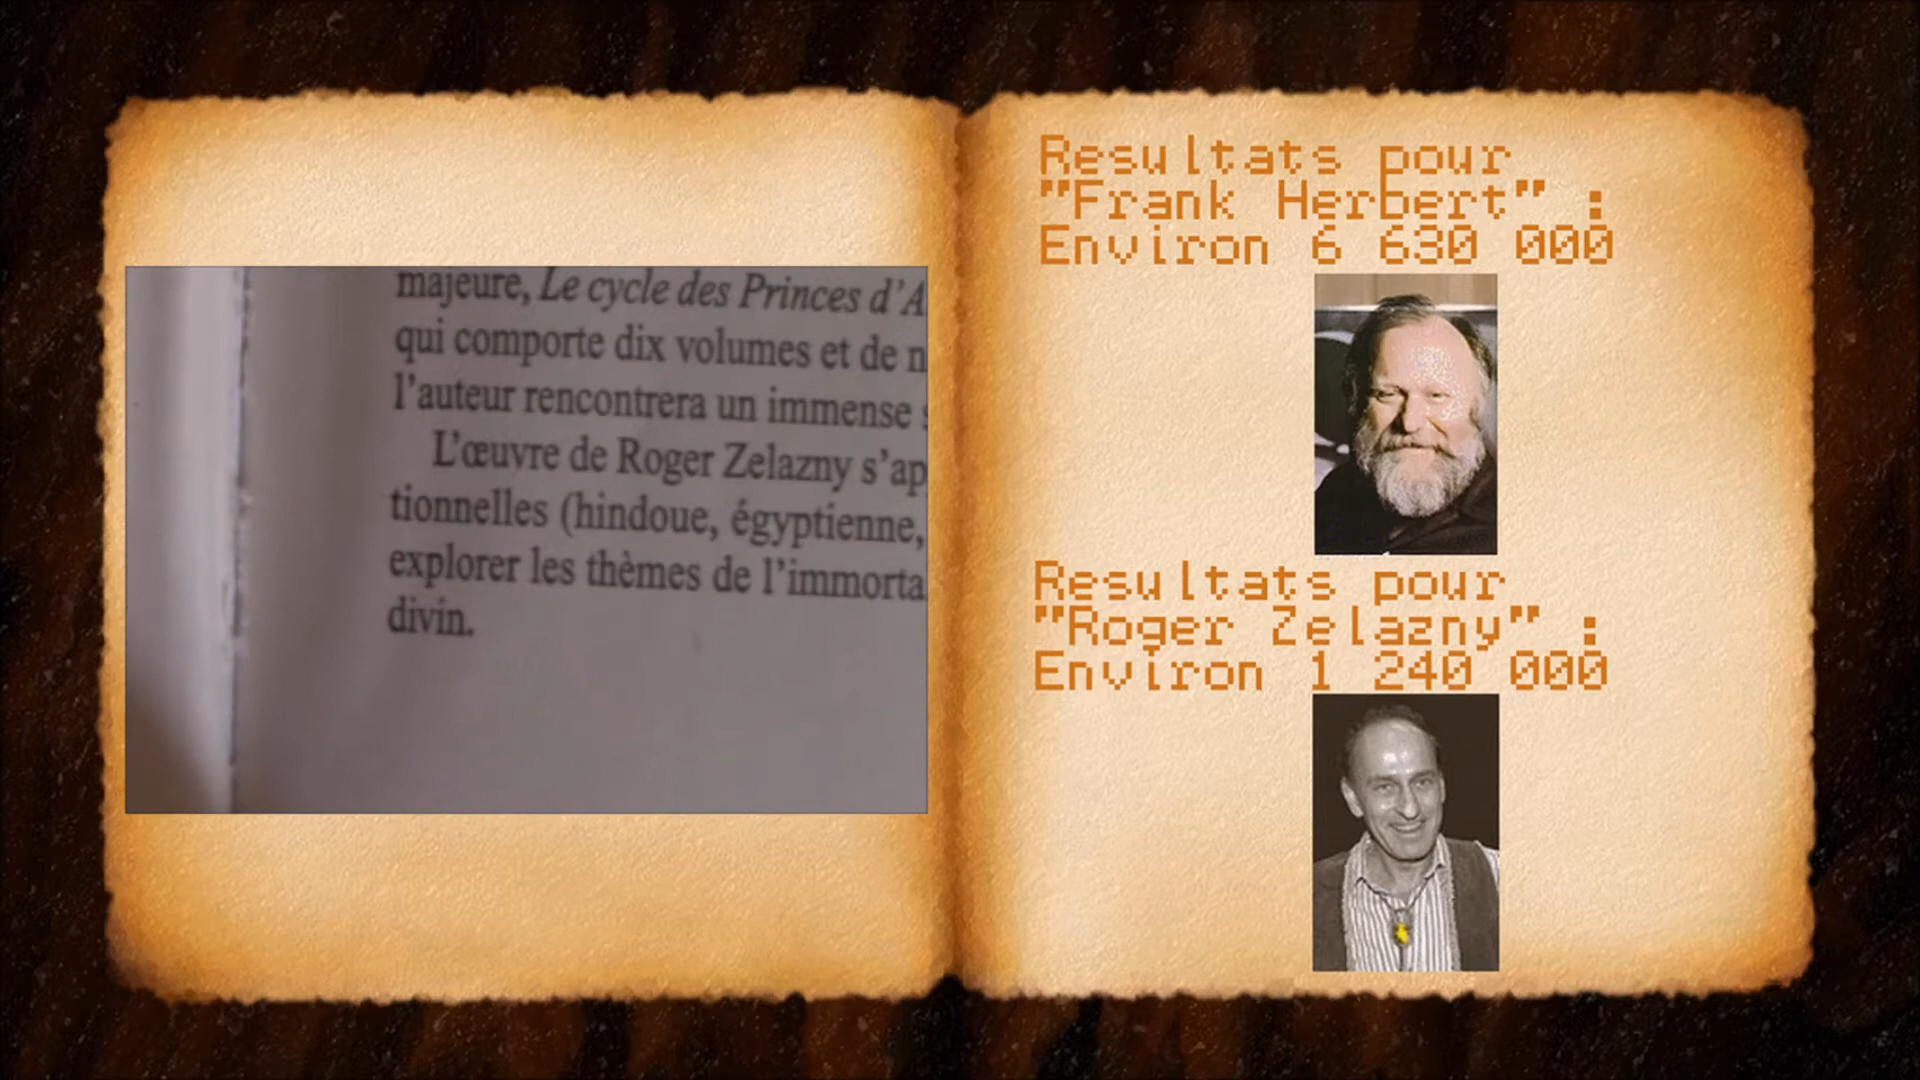 majeure, Le cycle des Princes d'A
qui comporte dix volumes et de n
l'auteur rencontrera un immense s
L'œuvre de Roger Zelazny s'ap
tionnelles (hindoue, égyptienne,
explorer les thèmes de l'immorta
divin.
Resultats pour
"Frank Herbert" :
Environ 6 630 000
Resultats pour
"Roger Zelazny" :
Environ 1 240 000